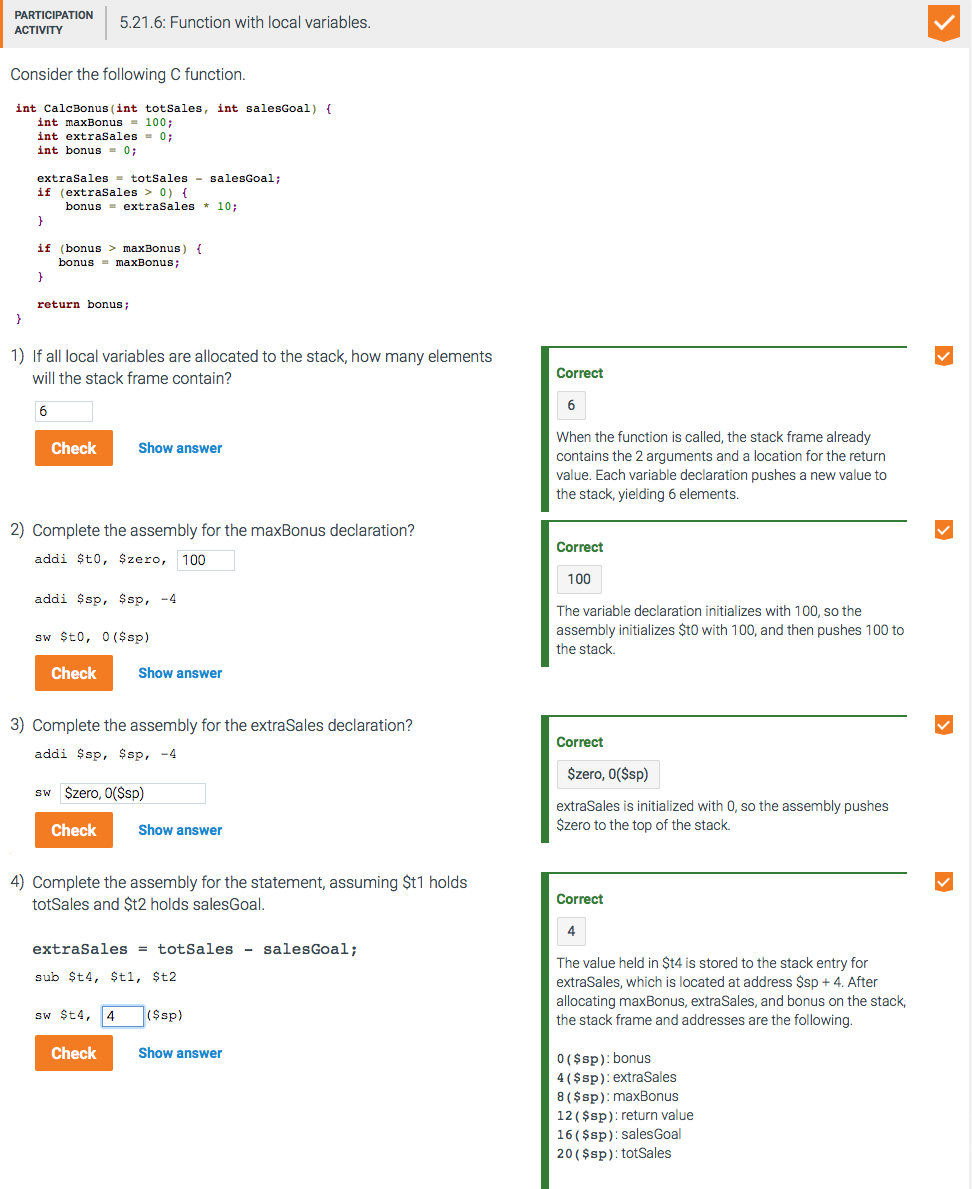 PARTICIPATION
ACTIVITY
5.21.6: Function with local variables.
Consider the following C function.
int CalcBonus(int totSales, int salesGoal) {
int maxBonus = 100;
int extraSales = 0;
int bonus = 0;
extraSales = totSales - salesGoal;
if (extraSales > 0) {
bonus = extraSales * 10;
}
if (bonus > maxBonus) {
bonus = maxBonus;
}
return bonus;
}
1) If all local variables are allocated to the stack, how many elements
will the stack frame contain?
6
Check Show answer
Correct
6
When the function is called, the stack frame already
contains the 2 arguments and a location for the return
value. Each variable declaration pushes a new value to
the stack, yielding 6 elements.
2) Complete the assembly for the maxBonus declaration?
addi $t0, $zero, 100
addi $sp, $sp, -4
sw $t0, 0($sp)
Check Show answer
Correct
100
The variable declaration initializes with 100, so the
assembly initializes $t0 with 100, and then pushes 100 to
the stack.
3) Complete the assembly for the extraSales declaration?
addi $sp, $sp, -4
sw $zero, 0($sp)
Check Show answer
Correct
$zero, 0($sp)
extraSales is initialized with 0, so the assembly pushes
$zero to the top of the stack.
4) Complete the assembly for the statement, assuming $t1 holds
totSales and $t2 holds salesGoal.
extraSales = totSales - salesGoal;
sub $t4, $t1, $t2
sw $t4, 4 ($sp)
Check Show answer
Correct
4
The value held in $t4 is stored to the stack entry for
extraSales, which is located at address $sp + 4. After
allocating maxBonus, extraSales, and bonus on the stack,
the stack frame and addresses are the following.
0($sp): bonus
4($sp): extraSales
8($sp): maxBonus
12($sp): return value
16($sp): salesGoal
20($sp): totSales